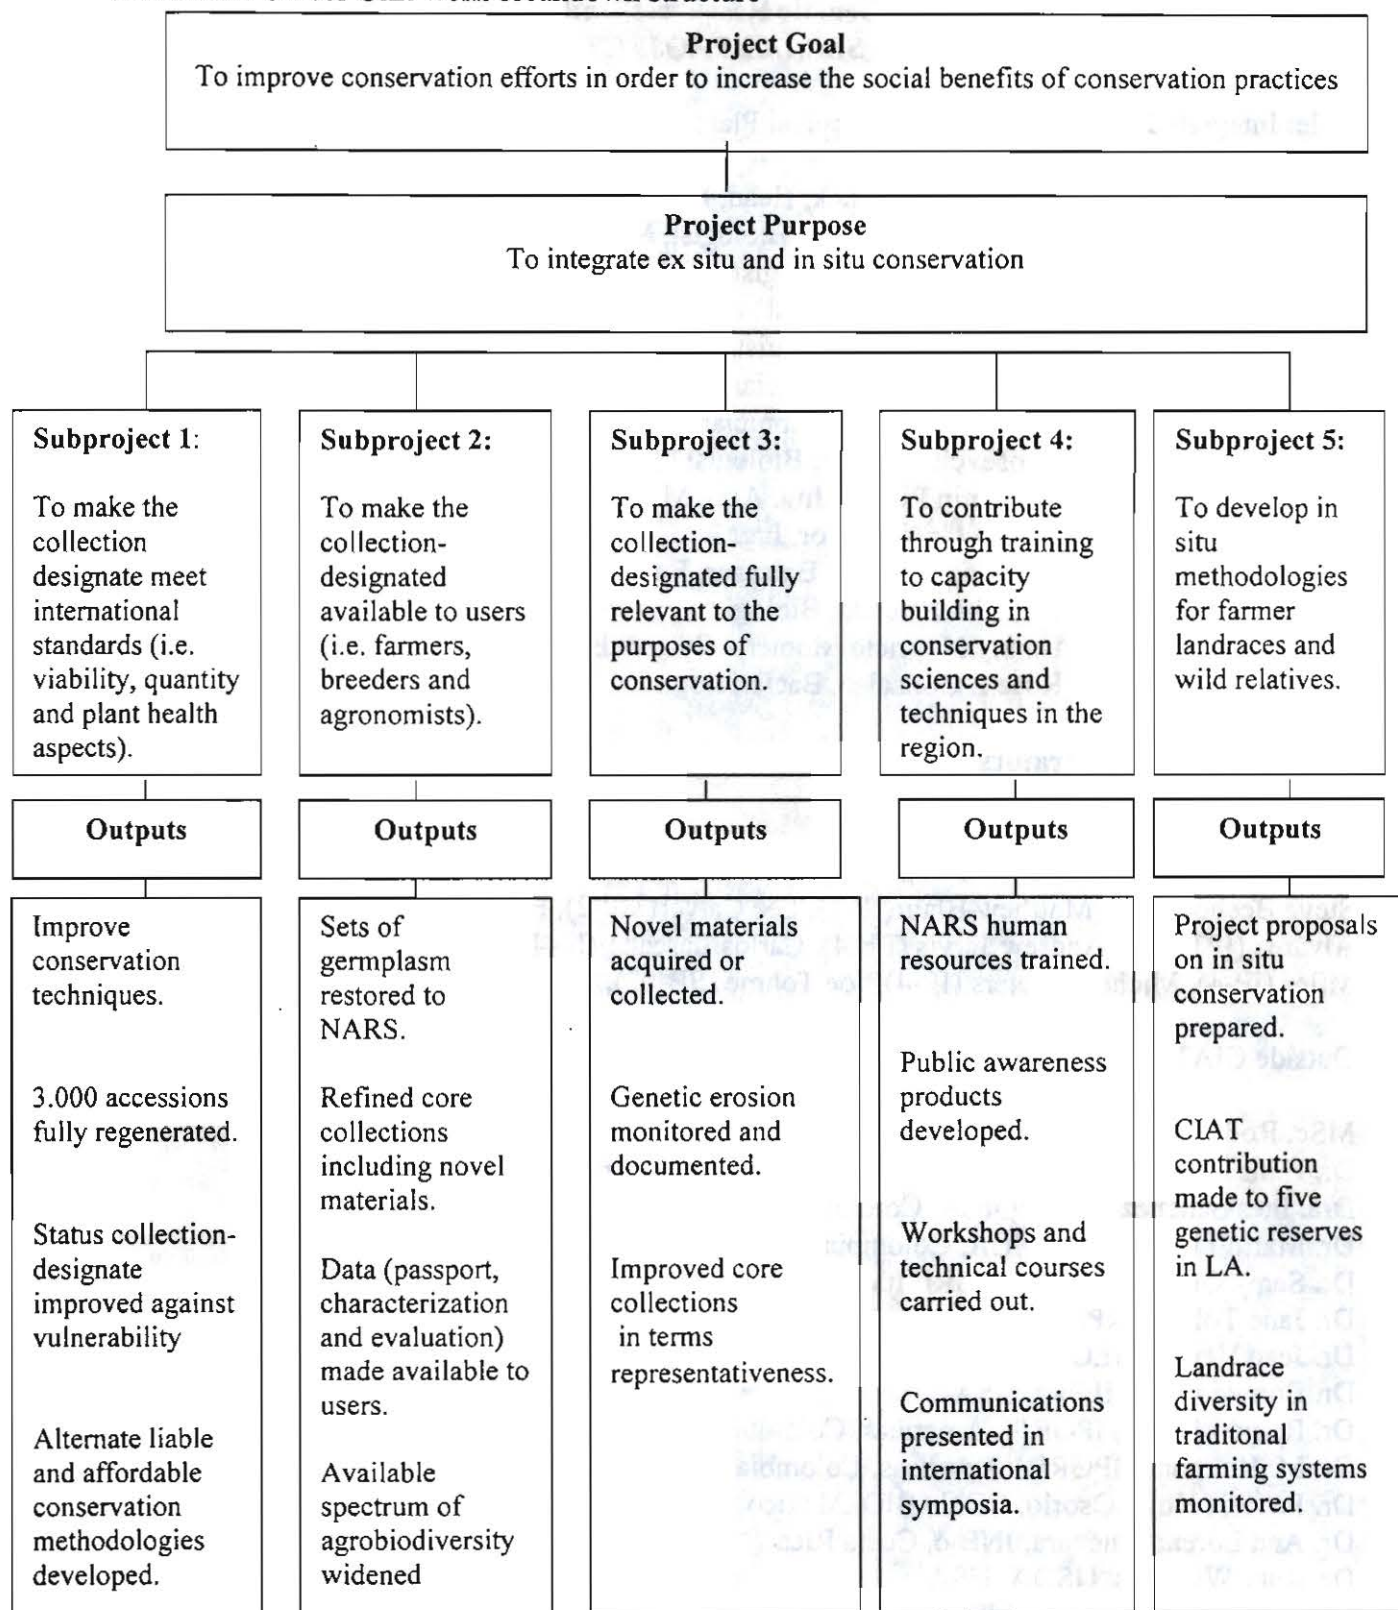 Project Goal
To improve conservation efforts in order to increase the social benefits of conservation practices
Project Purpose
To integrate ex situ and in situ conservation
Subproject 1:
To make the
collection
designate meet
international
standards (i.e.
viability, quantity
and plant health
aspects).
Subproject 2:
To make the
collection-
designated
available to users
(i.e. farmers,
breeders and
agronomists).
Subproject 3:
To make the
collection-
designated fully
relevant to the
purposes of
conservation.
Subproject 4:
To contribute
through training
to capacity
building in
conservation
sciences and
techniques in the
region.
Subproject 5:
To develop in
situ
methodologies
for farmer
landraces and
wild relatives.
Outputs
Outputs
Outputs
Outputs
Outputs
Improve
conservation
techniques.
3.000 accessions
fully regenerated.
Status collection-
designate
improved against
vulnerability
Alternate liable
and affordable
conservation
methodologies
developed.
Sets of
germplasm
restored to
NARS.
Refined core
collections
including novel
materials.
Data (passport,
characterization
and evaluation)
made available to
users.
Available
spectrum of
agrobiodiversity
widened
Novel materials
acquired or
collected.
Genetic erosion
monitored and
documented.
Improved core
collections
in terms
representativeness.
NARS human
resources trained.
Public awareness
products
developed.
Workshops and
technical courses
carried out.
Communications
presented in
international
symposia.
Project proposals
on in situ
conservation
prepared.
CIAT
contribution
made to five
genetic reserves
in LA.
Landrace
diversity in
traditonal
farming systems
monitored.